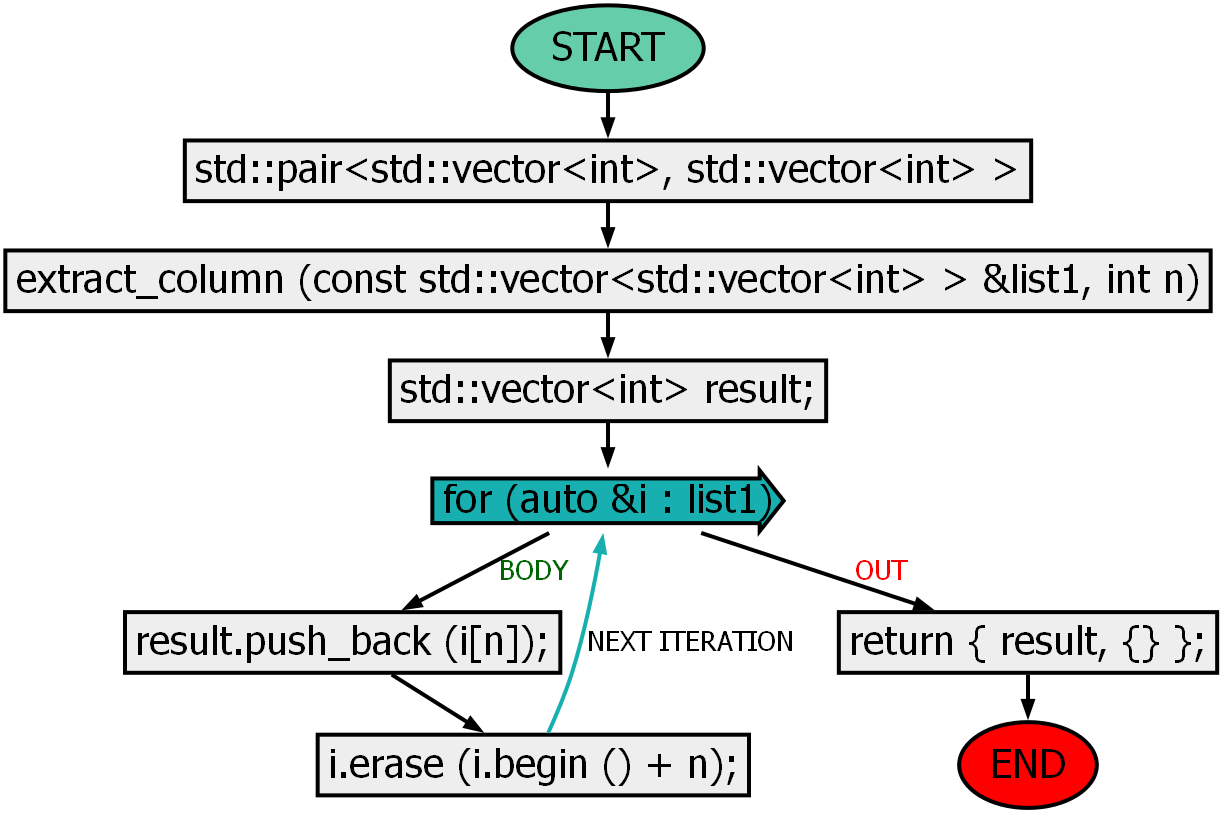 START
std::pair<std::vector<int>, std::vector<int> >
extract_column (const std::vector<std::vector<int> > &list1, int n)
std::vector<int> result;
for (auto &i : list1)
BODY
OUT
result.push_back (i[n]);
NEXT ITERATION
return { result, {} };
i.erase (i.begin () + n);
END